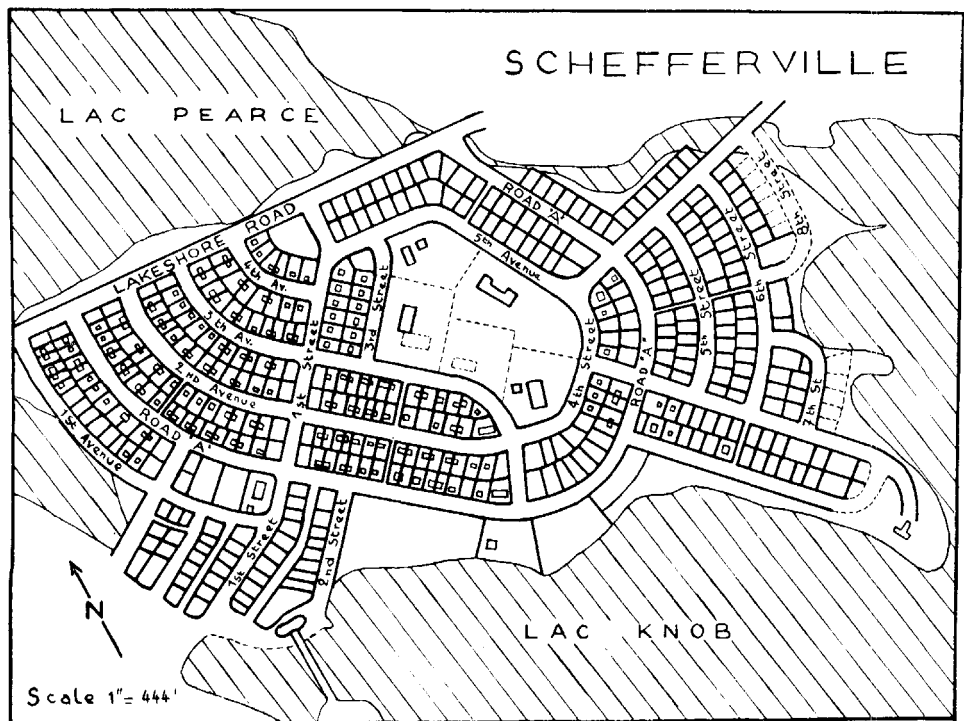 SCHEFFERVILLE
LAC PEARCE
LAKESHORE ROAD
ROAD "A"
5th Avenue
4th Av.
3rd Street
3th Av.
1st Street
2nd Avenue
ROAD "A"
1st Avenue
4th Street
ROAD "A"
5th Street
6th Street
8th Street
7th St
1st Street
2nd Street
N
LAC KNOB
Scale 1"= 444'